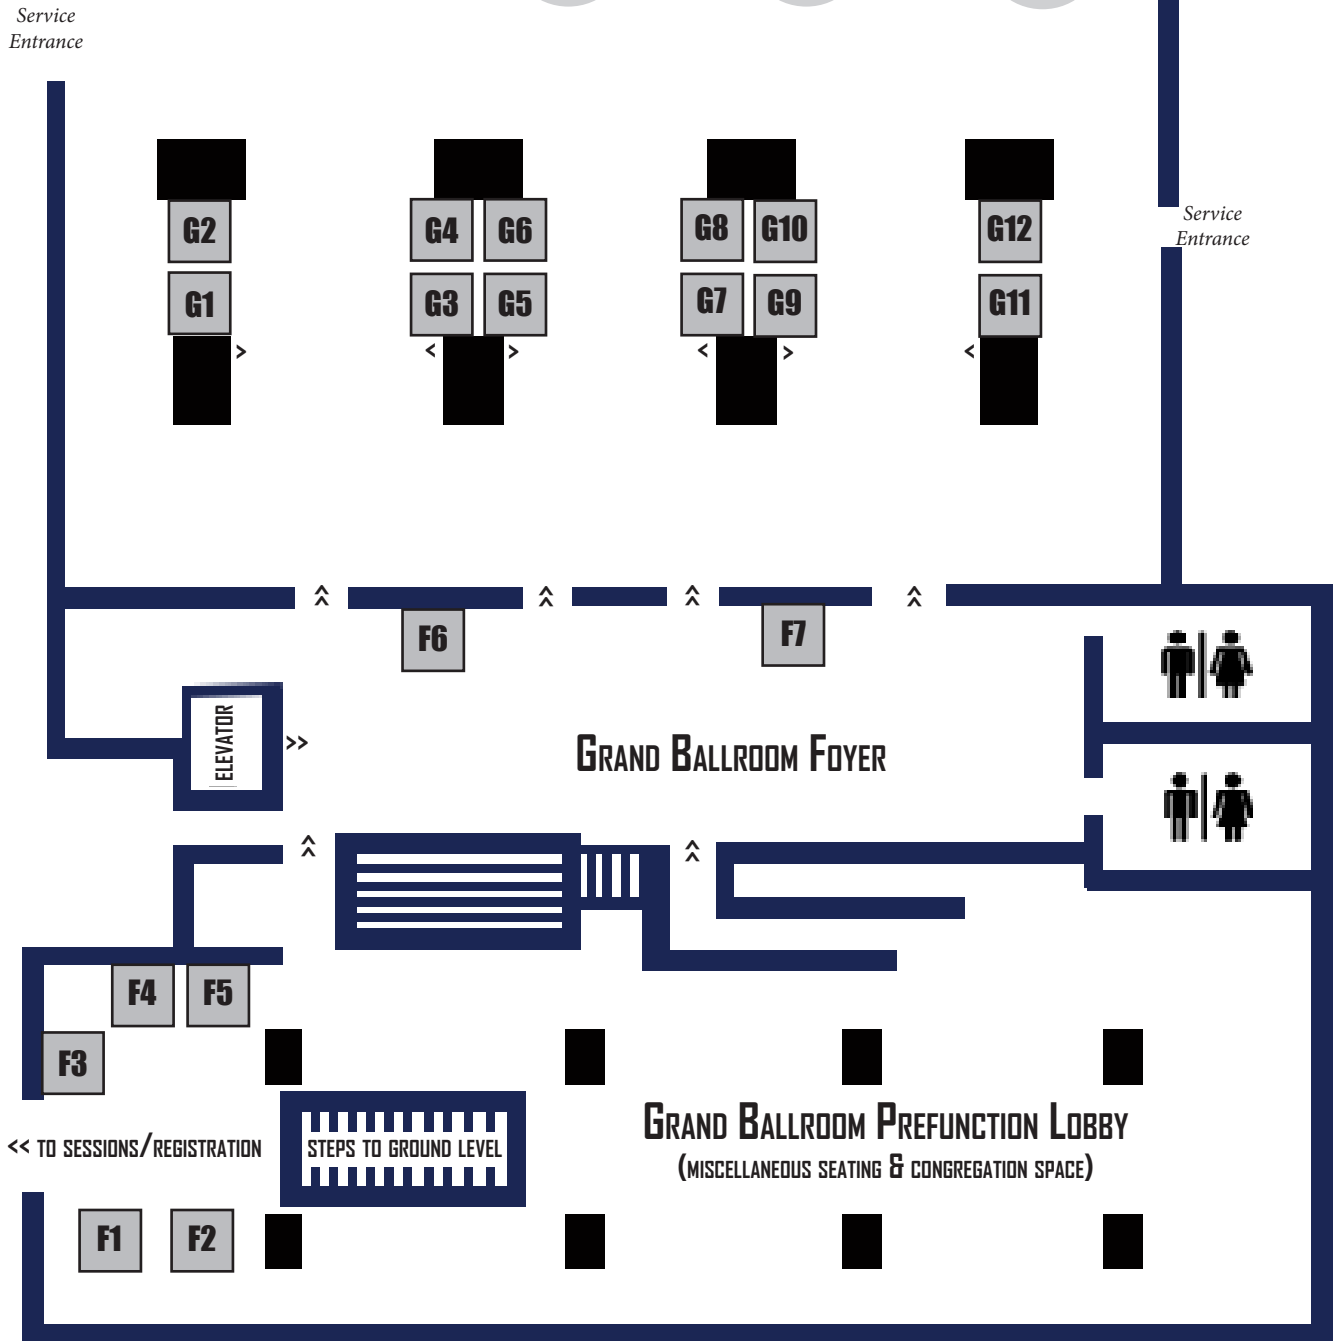 Service
Entrance
G2
G4
G6
G8
G10
G12
Service
Entrance
G1
G3
G5
G7
G9
G11
>
<
>
<
>
<
F6
F7
ELEVATOR
>>
Grand Ballroom Foyer
F4
F5
F3
Grand Ballroom Prefunction Lobby
(miscellaneous seating & congregation space)
<< to sessions/registration
steps to ground level
F1
F2